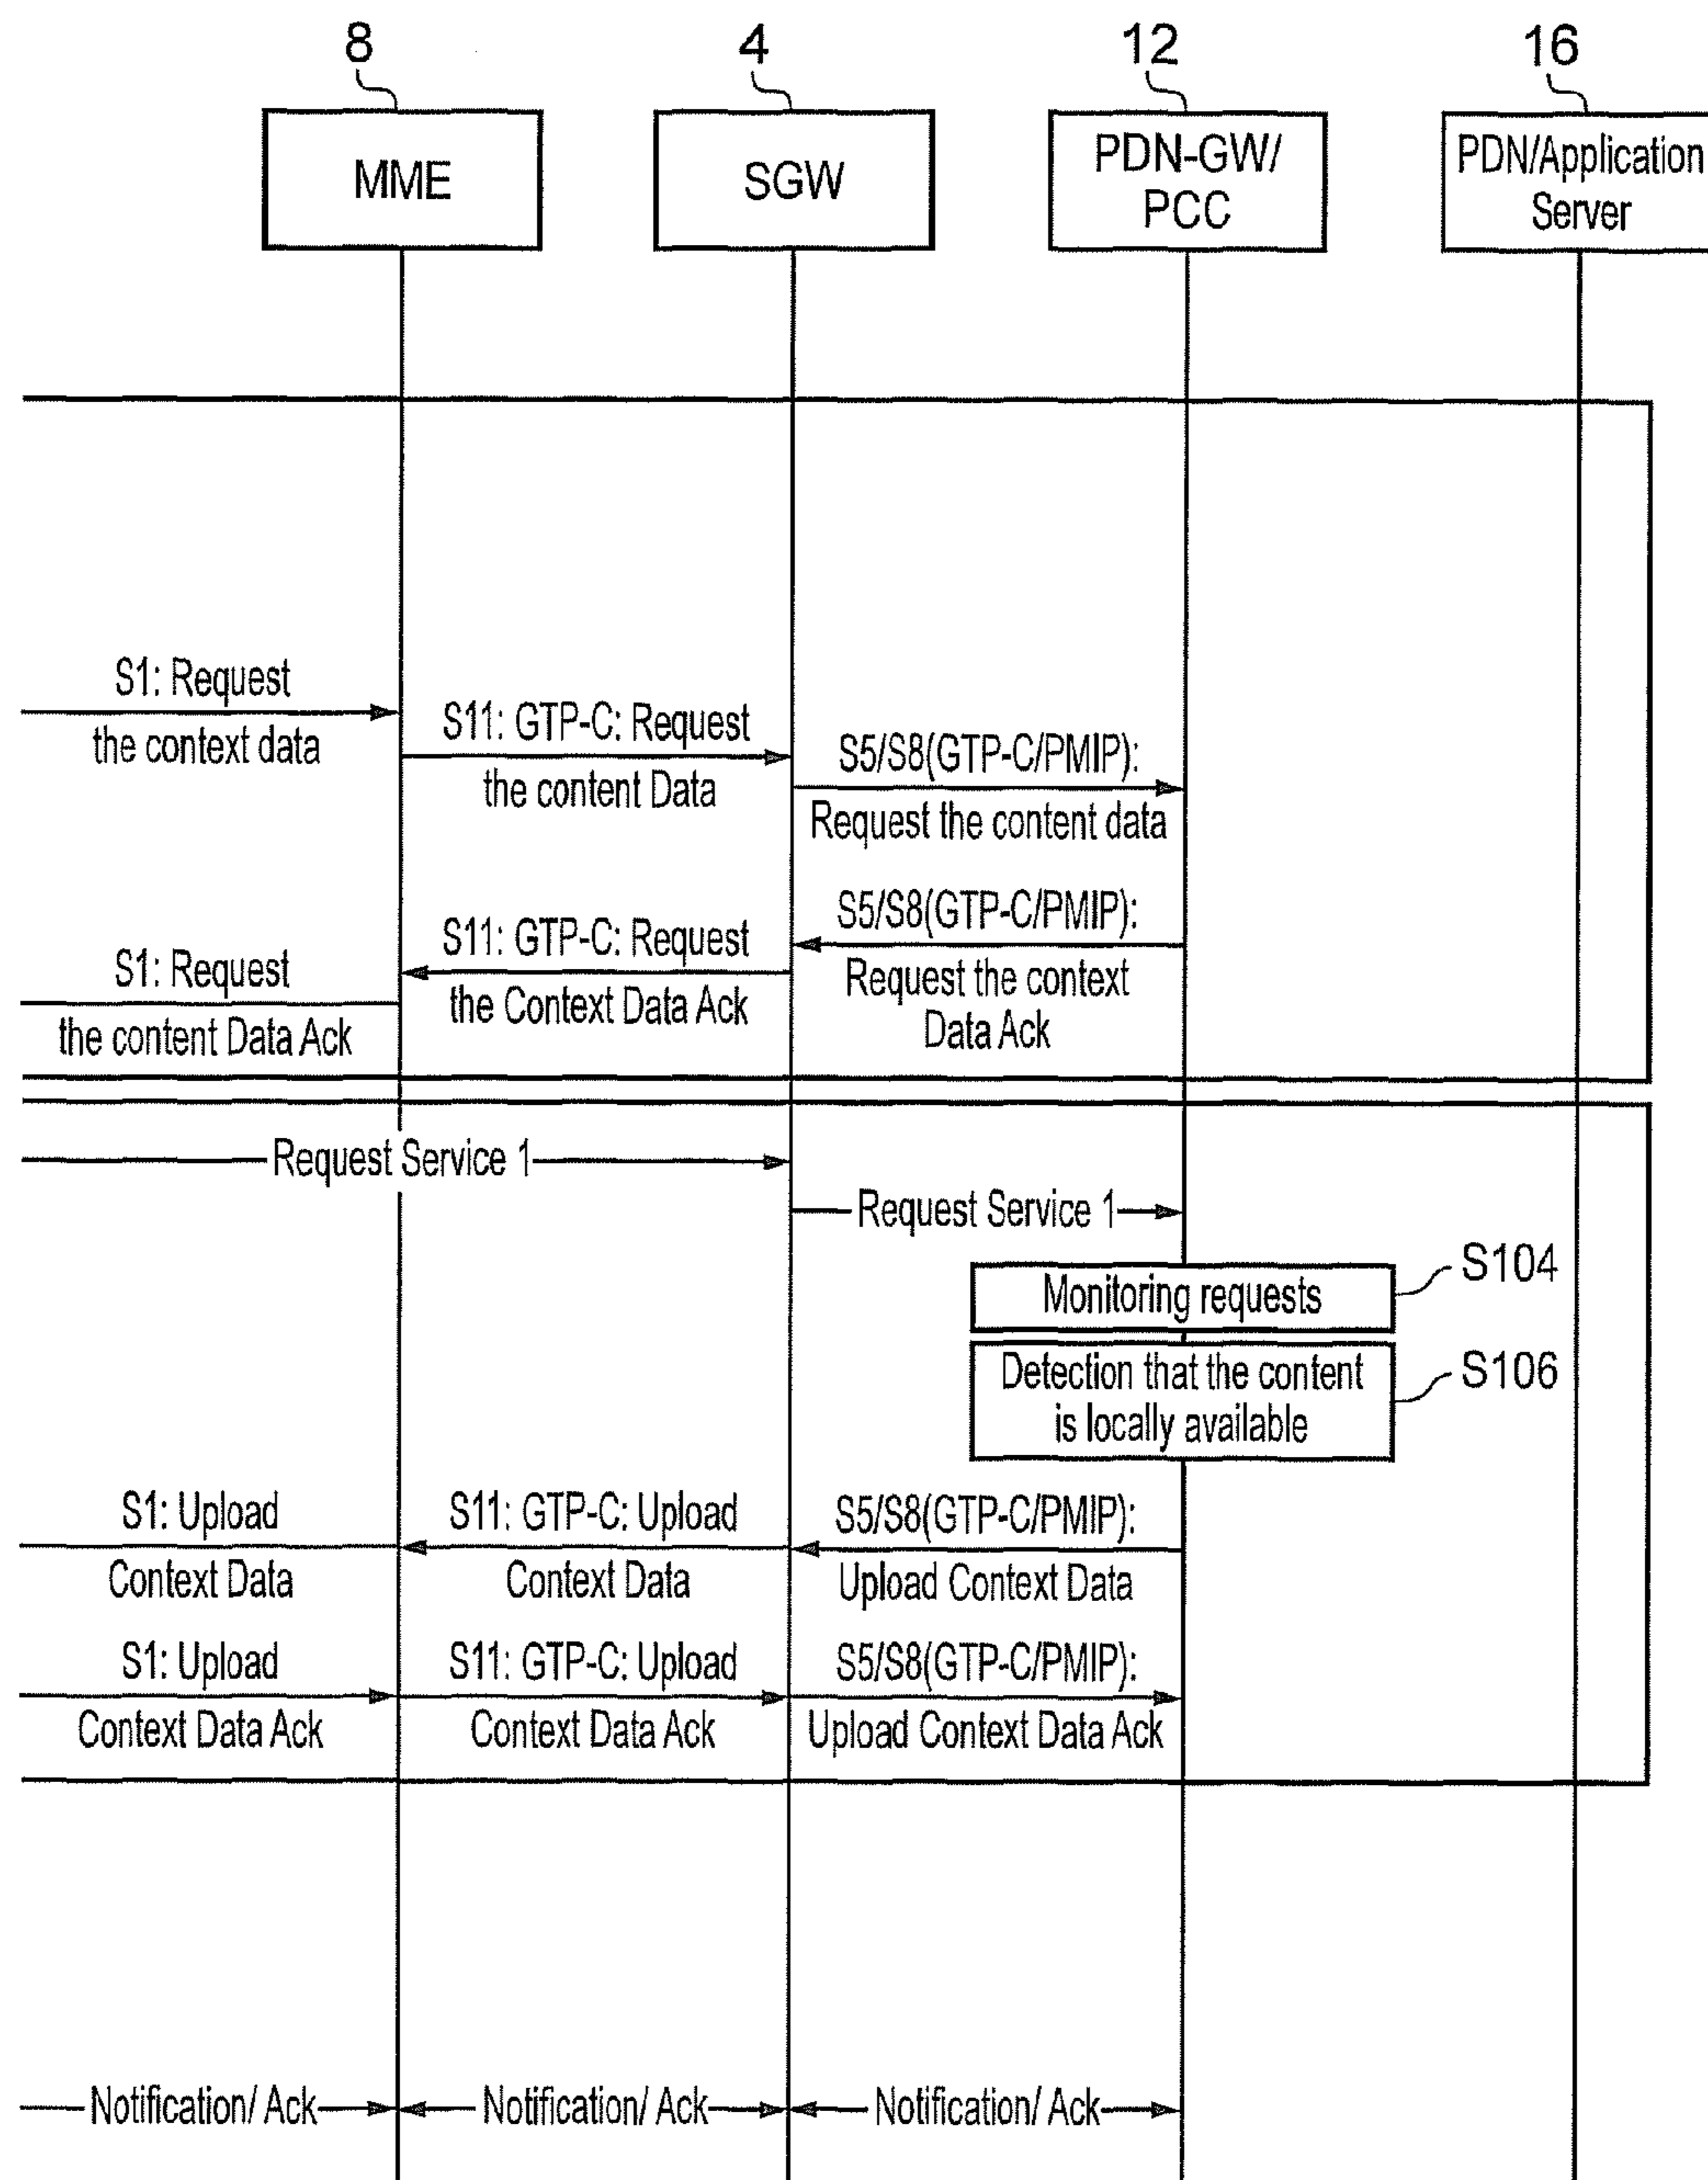 8
4
12
16
MME
SGW
PDN-GW/
PCC
PDN/Application
Server
S1: Request
the context data
S11: GTP-C: Request
the content Data
S5/S8(GTP-C/PMIP):
Request the content data
S5/S8(GTP-C/PMIP):
Request the context
Data Ack
S11: GTP-C: Request
the Context Data Ack
S1: Request
the content Data Ack
Request Service 1
Request Service 1
Monitoring requests
S104
Detection that the content
is locally available
S106
S1: Upload
Context Data
S11: GTP-C: Upload
Context Data
S5/S8(GTP-C/PMIP):
Upload Context Data
S1: Upload
Context Data Ack
S11: GTP-C: Upload
Context Data Ack
S5/S8(GTP-C/PMIP):
Upload Context Data Ack
Notification/ Ack
Notification/ Ack
Notification/ Ack